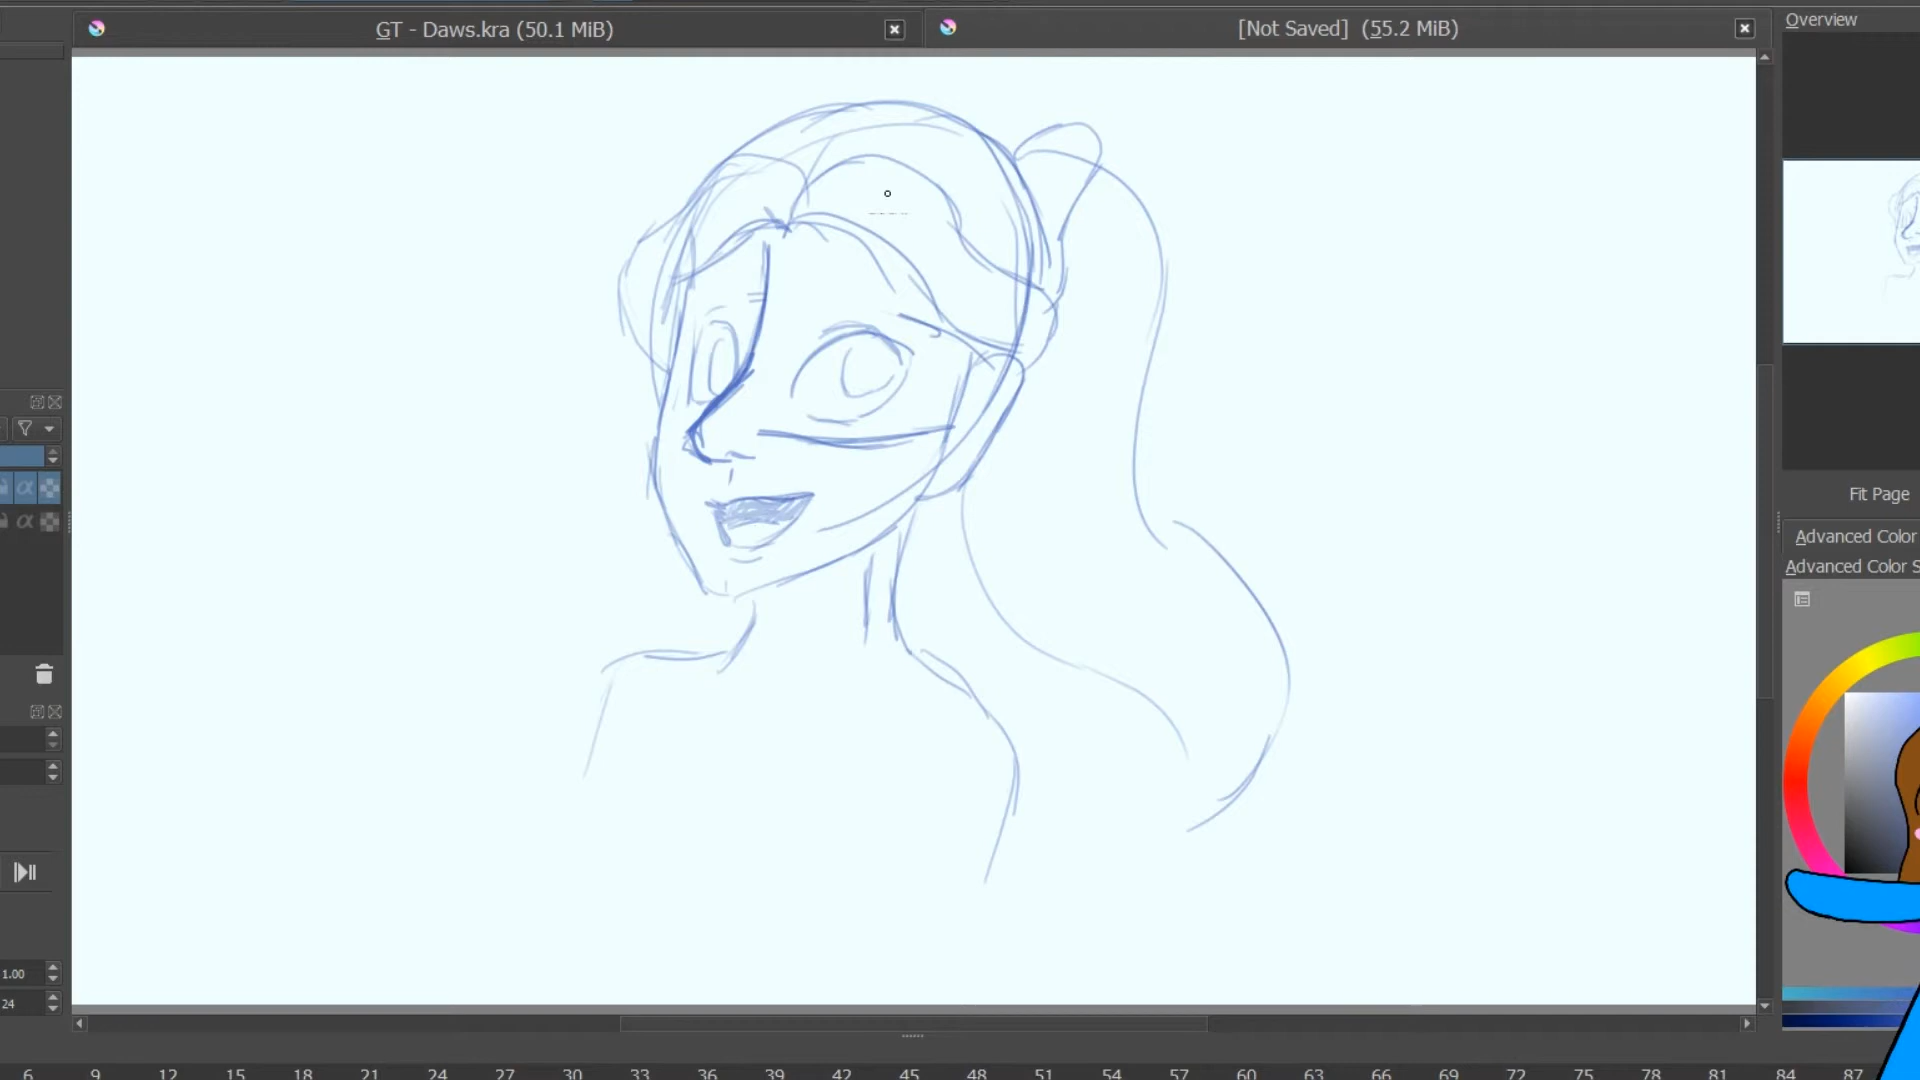 GT - Daws.kra (50.1 MiB)
[Not Saved] (55.2 MiB)
Overview
Fit Page
Advanced Color
Advanced Color S
α
α
1.00
24
6 9 12 15 18 21 24 27 30 33 36 39 42 45 48 51 54 57 60 63 66 69 72 75 78 81 84 87